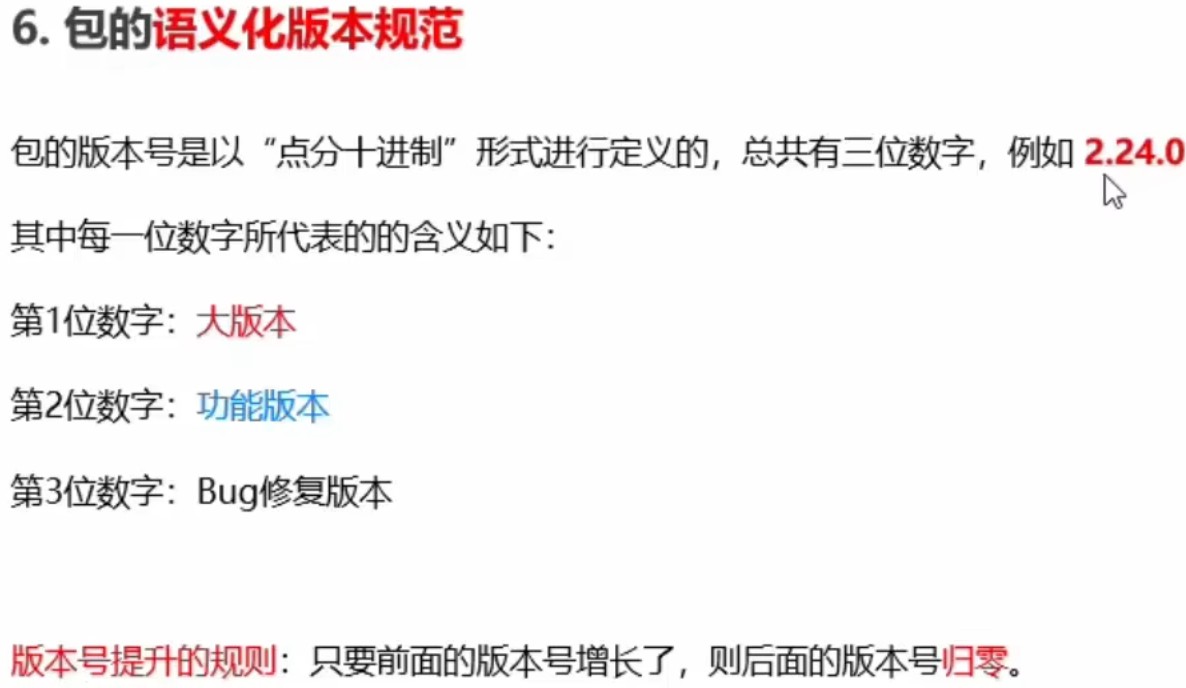 6. 包的语义化版本规范
包的版本号是以“点分十进制”形式进行定义的，总共有三位数字，例如 2.24.0
其中每一位数字所代表的的含义如下：
第1位数字：大版本
第2位数字：功能版本
第3位数字：Bug修复版本
版本号提升的规则：只要前面的版本号增长了，则后面的版本号归零。